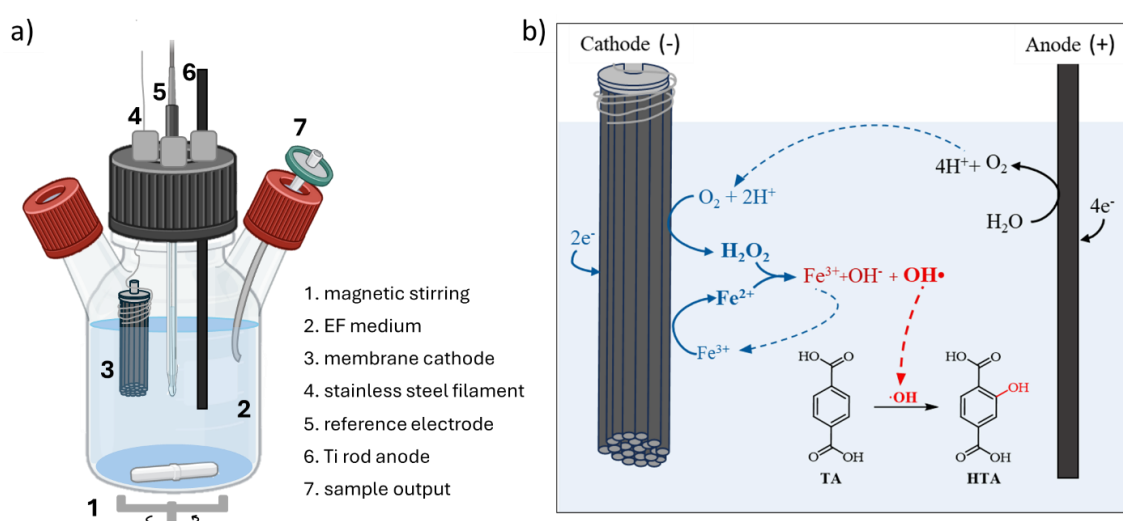 a)
6
5
4
7
3
2
1
1. magnetic stirring
2. EF medium
3. membrane cathode
4. stainless steel filament
5. reference electrode
6. Ti rod anode
7. sample output
b)
Cathode (-)
Anode (+)
4H⁺ + O₂
O₂ + 2H⁺
H₂O
4e⁻
2e⁻
H₂O₂
Fe³⁺+OH⁻ + OH•
Fe²⁺
Fe³⁺
HO
O
HO
O
OH
·OH
O
OH
O
OH
TA
HTA